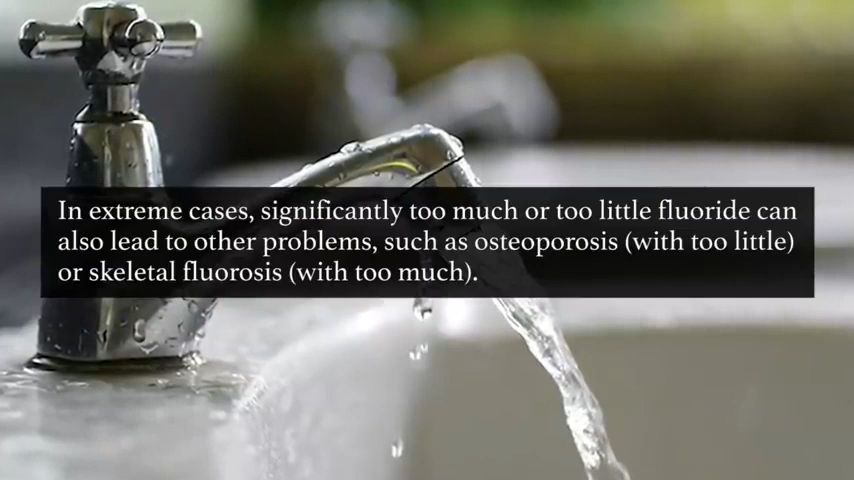 In extreme cases, significantly too much or too little fluoride can
also lead to other problems, such as osteoporosis (with too little)
or skeletal fluorosis (with too much).